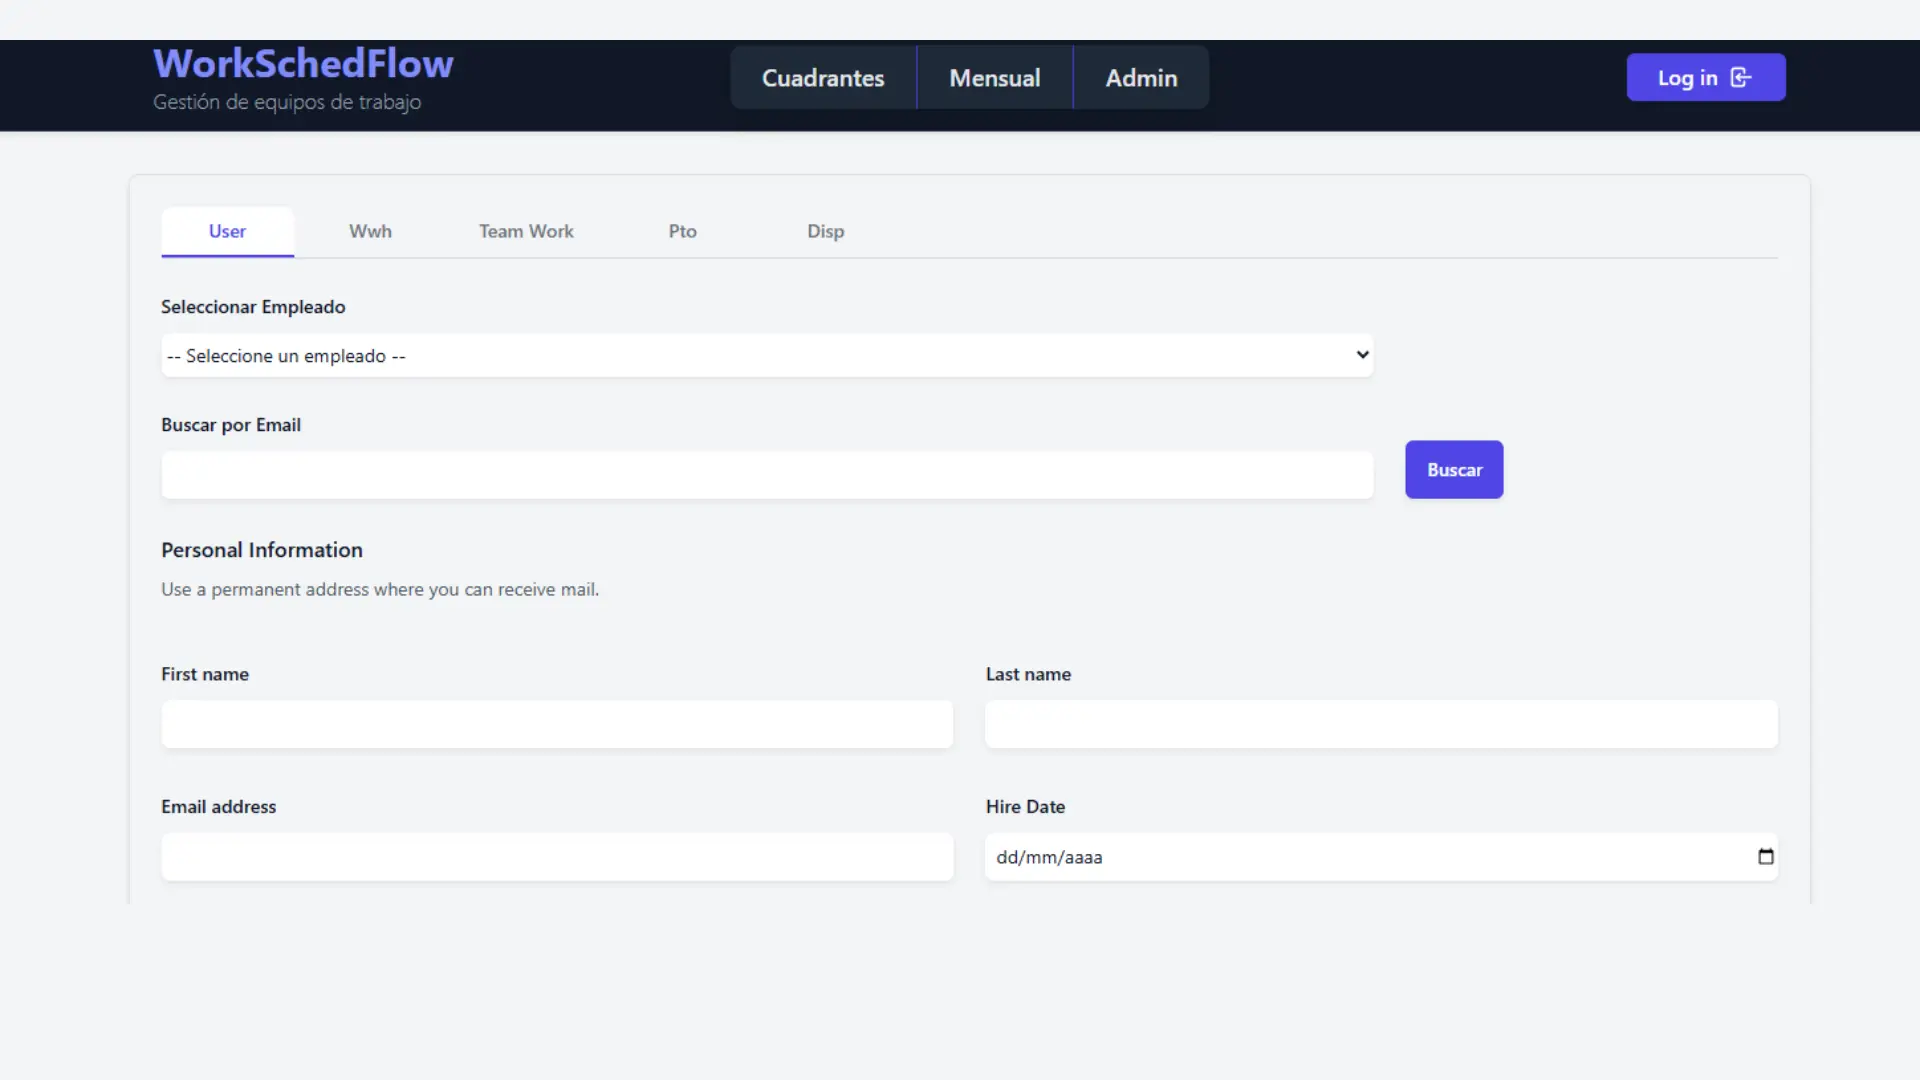 WorkSchedFlow
Gestión de equipos de trabajo
Cuadrantes
Mensual
Admin
Log in
User
Wwh
Team Work
Pto
Disp
Seleccionar Empleado
-- Seleccione un empleado --
Buscar por Email
Buscar
Personal Information
Use a permanent address where you can receive mail.
First name
Last name
Email address
Hire Date
dd/mm/aaaa